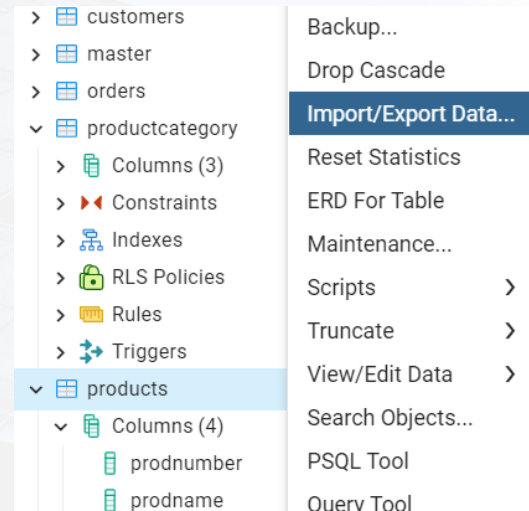 customers
master
orders
productcategory
Columns (3)
Constraints
Indexes
RLS Policies
Rules
Triggers
products
Columns (4)
prodnumber
prodname
Backup...
Drop Cascade
Import/Export Data...
Reset Statistics
ERD For Table
Maintenance...
Scripts
Truncate
View/Edit Data
Search Objects...
PSQL Tool
Query Tool